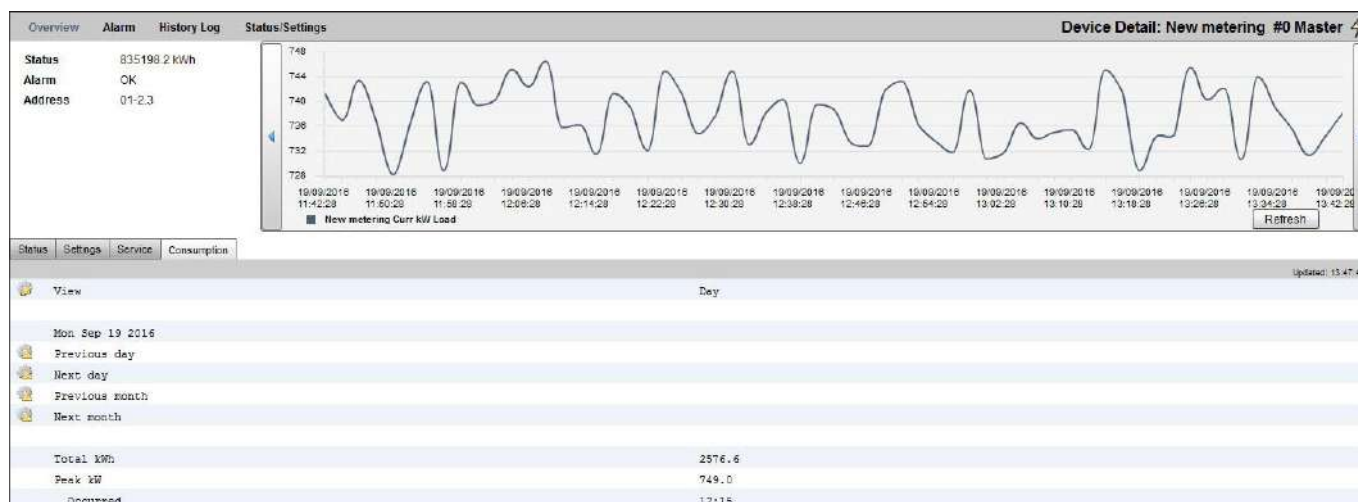 Overview Alarm History Log Status/Settings Device Detail: New metering #0 Master
Status 835198.2 kWh
Alarm OK
Address 01-2.3
748
744
740
736
732
728
19/09/2016 19/09/2016 19/09/2016 19/09/2016 19/09/2016 19/09/2016 19/09/2016 19/09/2016 19/09/2016 19/09/2016 19/09/2016 19/09/2016 19/09/2016 19/09/2016 19/09/20
11:42:28 11:50:28 11:58:28 12:06:28 12:14:28 12:22:28 12:30:28 12:38:28 12:46:28 12:54:28 13:02:28 13:10:28 13:18:28 13:26:28 13:34:28 13:42:28
New metering Curr kW Load
Refresh
Status Settings Service Consumption
Updated: 13:47:4
View Day
Mon Sep 19 2016
Previous day
Next day
Previous month
Next month
Total kWh 2576.6
Peak kW 749.0
Occurred 12:15